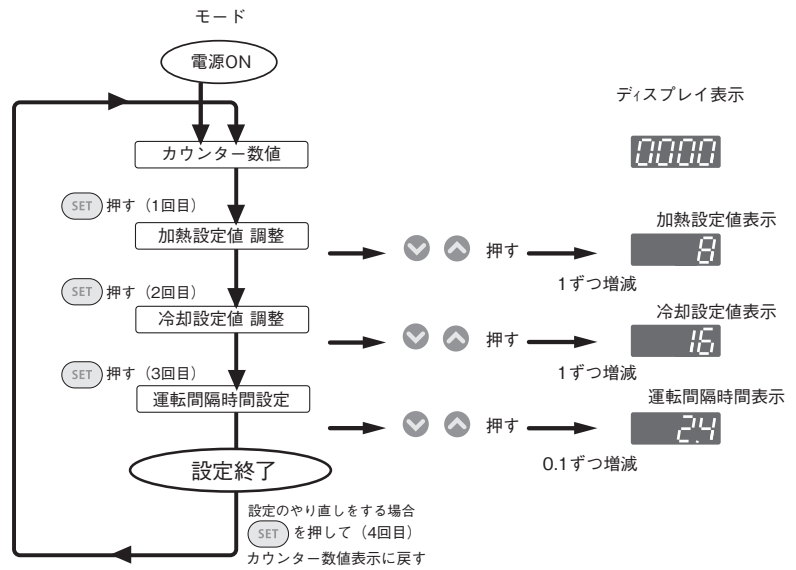 モード
電源ON
ディスプレイ表示
カウンター数値
0000
SET 押す（1回目）
加熱設定値表示
加熱設定値 調整
押す
8
1ずつ増減
SET 押す（2回目）
冷却設定値表示
冷却設定値 調整
押す
16
1ずつ増減
SET 押す（3回目）
運転間隔時間表示
運転間隔時間設定
押す
2.4
0.1ずつ増減
設定終了
設定のやり直しをする場合
SET を押して（4回目）
カウンター数値表示に戻す